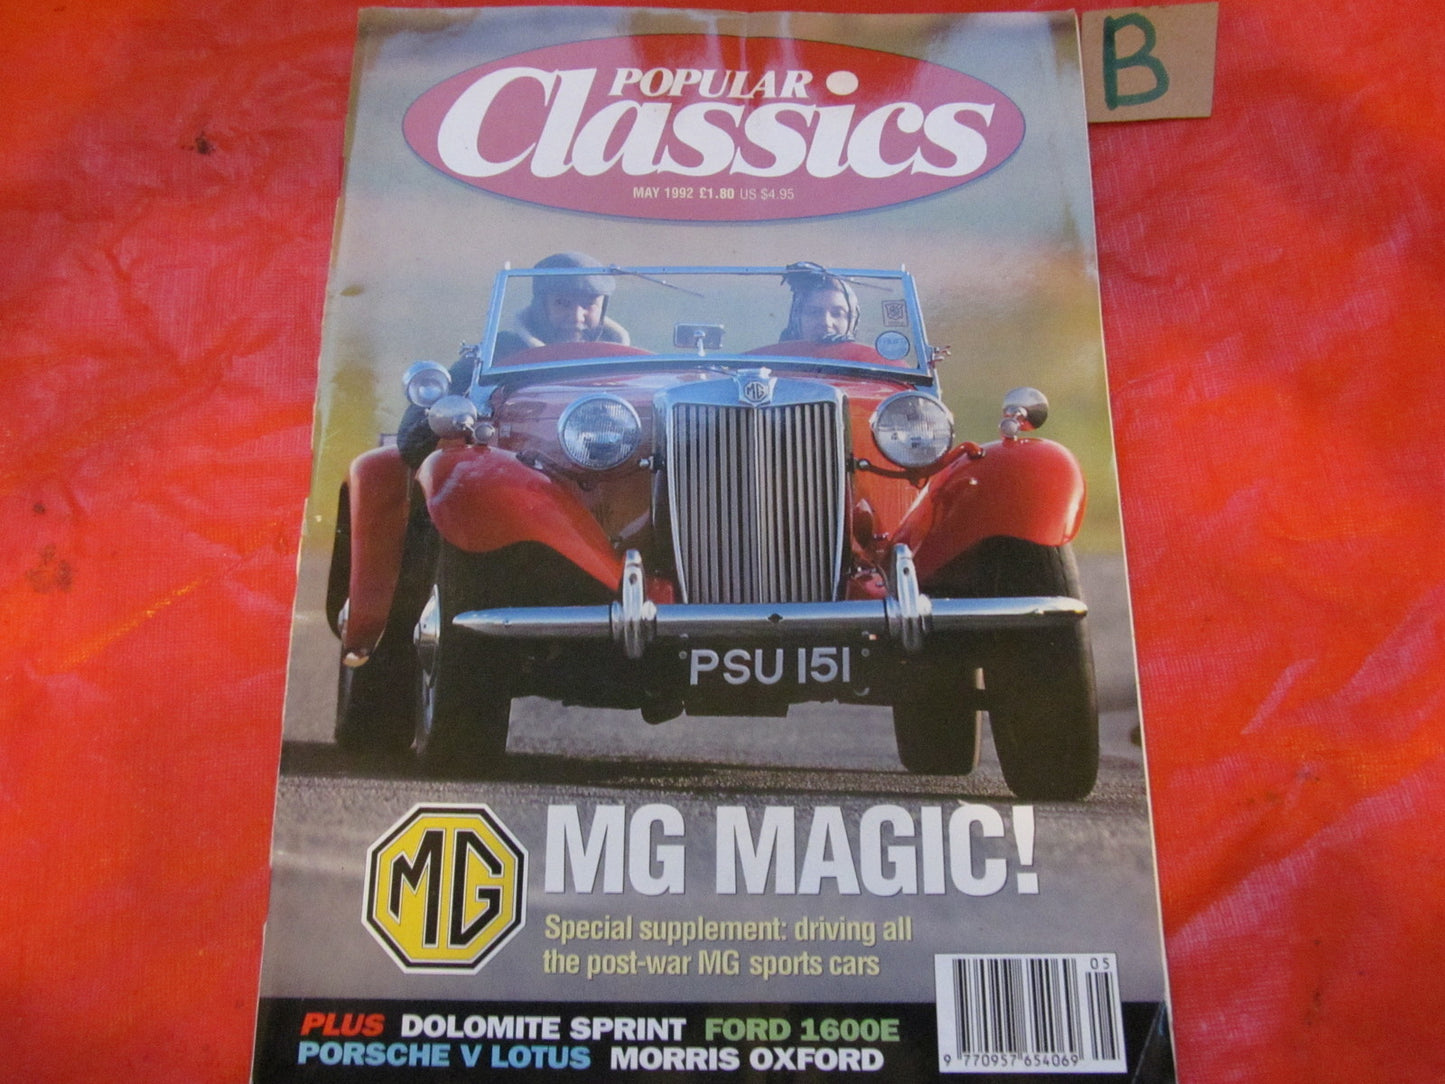 B
POPULAR
Classics
MAY 1992 £1.80 US $4.95
MG
PSU 151
MG
MG MAGIC!
Special supplement: driving all
the post-war MG sports cars
PLUS DOLOMITE SPRINT FORD 1600E
PORSCHE V LOTUS MORRIS OXFORD
05
9 770957 654069